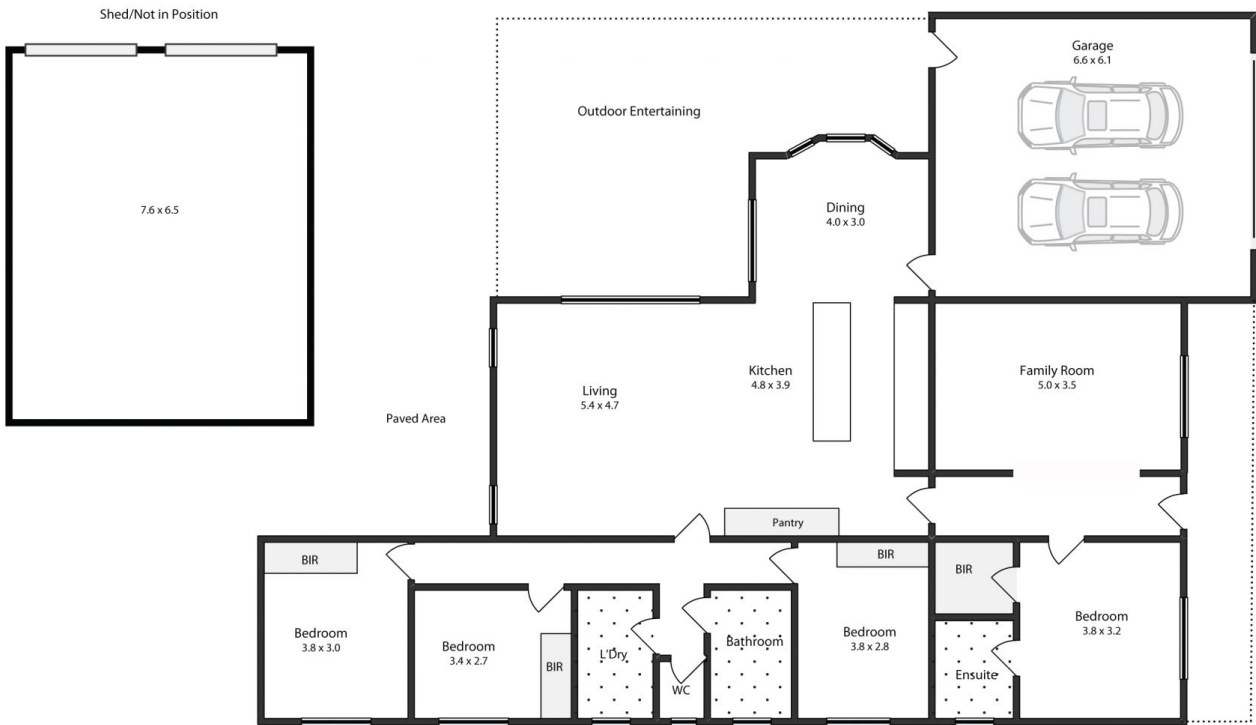 Shed/Not in Position
7.6 x 6.5
Outdoor Entertaining
Garage
6.6 x 6.1
Dining
4.0 x 3.0
Paved Area
Living
5.4 x 4.7
Kitchen
4.8 x 3.9
Family Room
5.0 x 3.5
Pantry
BIR
Bedroom
3.8 x 3.0
Bedroom
3.4 x 2.7
BIR
L'Dry
WC
Bathroom
BIR
Bedroom
3.8 x 2.8
BIR
Ensuite
Bedroom
3.8 x 3.2